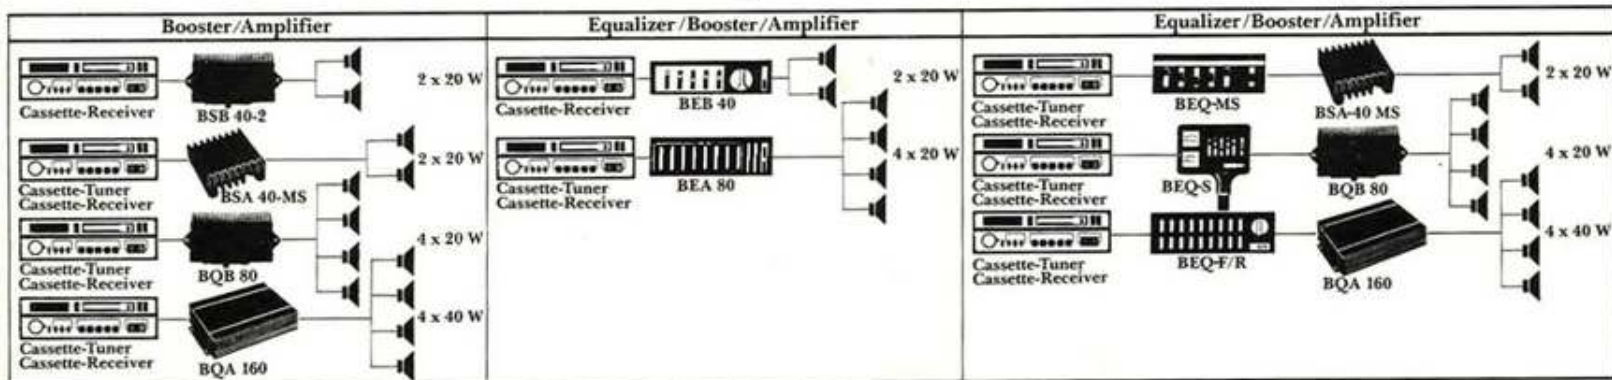 Booster/Amplifier
Cassette-Receiver
BSB 40-2
2 x 20 W
Cassette-Tuner
Cassette-Receiver
BSA 40-MS
2 x 20 W
Cassette-Tuner
Cassette-Receiver
BQB 80
4 x 20 W
Cassette-Tuner
Cassette-Receiver
BQA 160
4 x 40 W
Equalizer/Booster/Amplifier
Cassette-Receiver
BEB 40
2 x 20 W
Cassette-Tuner
Cassette-Receiver
BEA 80
4 x 20 W
Equalizer/Booster/Amplifier
Cassette-Tuner
Cassette-Receiver
BEQ-MS
BSA-40 MS
2 x 20 W
Cassette-Tuner
Cassette-Receiver
BEQ-S
BQB 80
4 x 20 W
Cassette-Tuner
Cassette-Receiver
BEQ-F/R
BQA 160
4 x 40 W